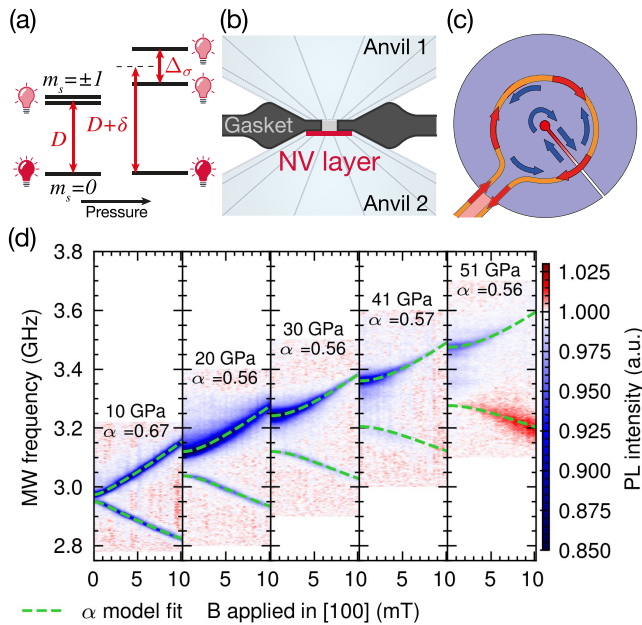 (a)
m_s=±1
D
D+δ
Δ_σ
m_s=0
Pressure
(b)
Anvil 1
Gasket
NV layer
Anvil 2
(c)
(d)
MW frequency (GHz)
3.8
3.6
3.4
3.2
3.0
2.8
10 GPa
α=0.67
20 GPa
α=0.56
30 GPa
α=0.56
41 GPa
α=0.57
51 GPa
α=0.56
0 5 10 5 10 5 10 5 10 5 10
1.025
1.000
0.975
0.950
0.925
0.900
0.875
0.850
PL intensity (a.u.)
α model fit B applied in [100] (mT)